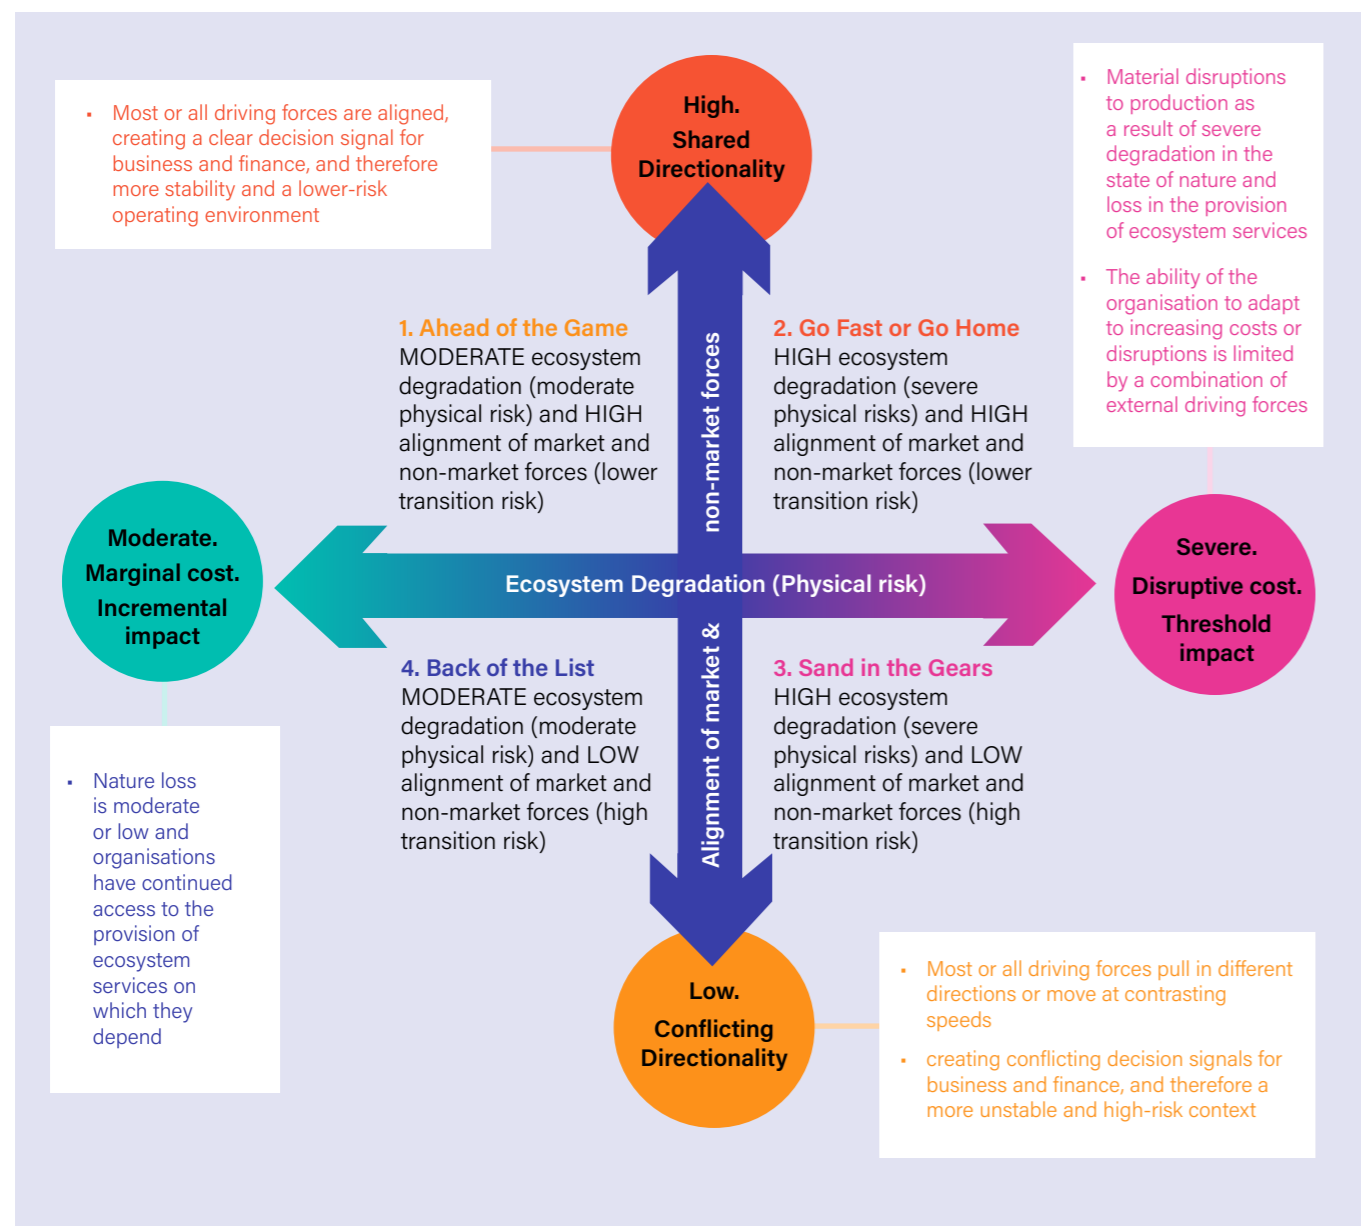 High.
Shared
Directionality
• Most or all driving forces are aligned,
creating a clear decision signal for
business and finance, and therefore
more stability and a lower-risk
operating environment
• Material disruptions
to production as
a result of severe
degradation in the
state of nature and
loss in the provision
of ecosystem services
• The ability of the
organisation to adapt
to increasing costs or
disruptions is limited
by a combination of
external driving forces
1. Ahead of the Game
MODERATE ecosystem
degradation (moderate
physical risk) and HIGH
alignment of market and
non-market forces (lower
transition risk)
2. Go Fast or Go Home
HIGH ecosystem
degradation (severe
physical risks) and HIGH
alignment of market and
non-market forces (lower
transition risk)
Moderate.
Marginal cost.
Incremental
impact
Ecosystem Degradation (Physical risk)
Alignment of market & non-market forces
Severe.
Disruptive cost.
Threshold
impact
4. Back of the List
MODERATE ecosystem
degradation (moderate
physical risk) and LOW
alignment of market and
non-market forces (high
transition risk)
3. Sand in the Gears
HIGH ecosystem
degradation (severe
physical risks) and LOW
alignment of market and
non-market forces (high
transition risk)
• Nature loss
is moderate
or low and
organisations
have continued
access to the
provision of
ecosystem
services on
which they
depend
Low.
Conflicting
Directionality
• Most or all driving forces pull in different
directions or move at contrasting
speeds
• creating conflicting decision signals for
business and finance, and therefore a
more unstable and high-risk context